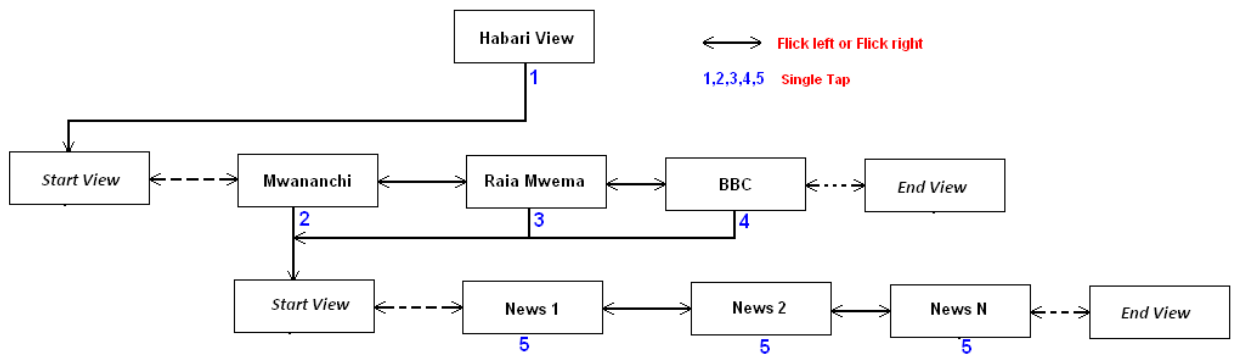 Habari View
Flick left or Flick right
1
1,2,3,4,5 Single Tap
Start View
Mwananchi
Raia Mwema
BBC
End View
2
3
4
Start View
News 1
News 2
News N
End View
5
5
5